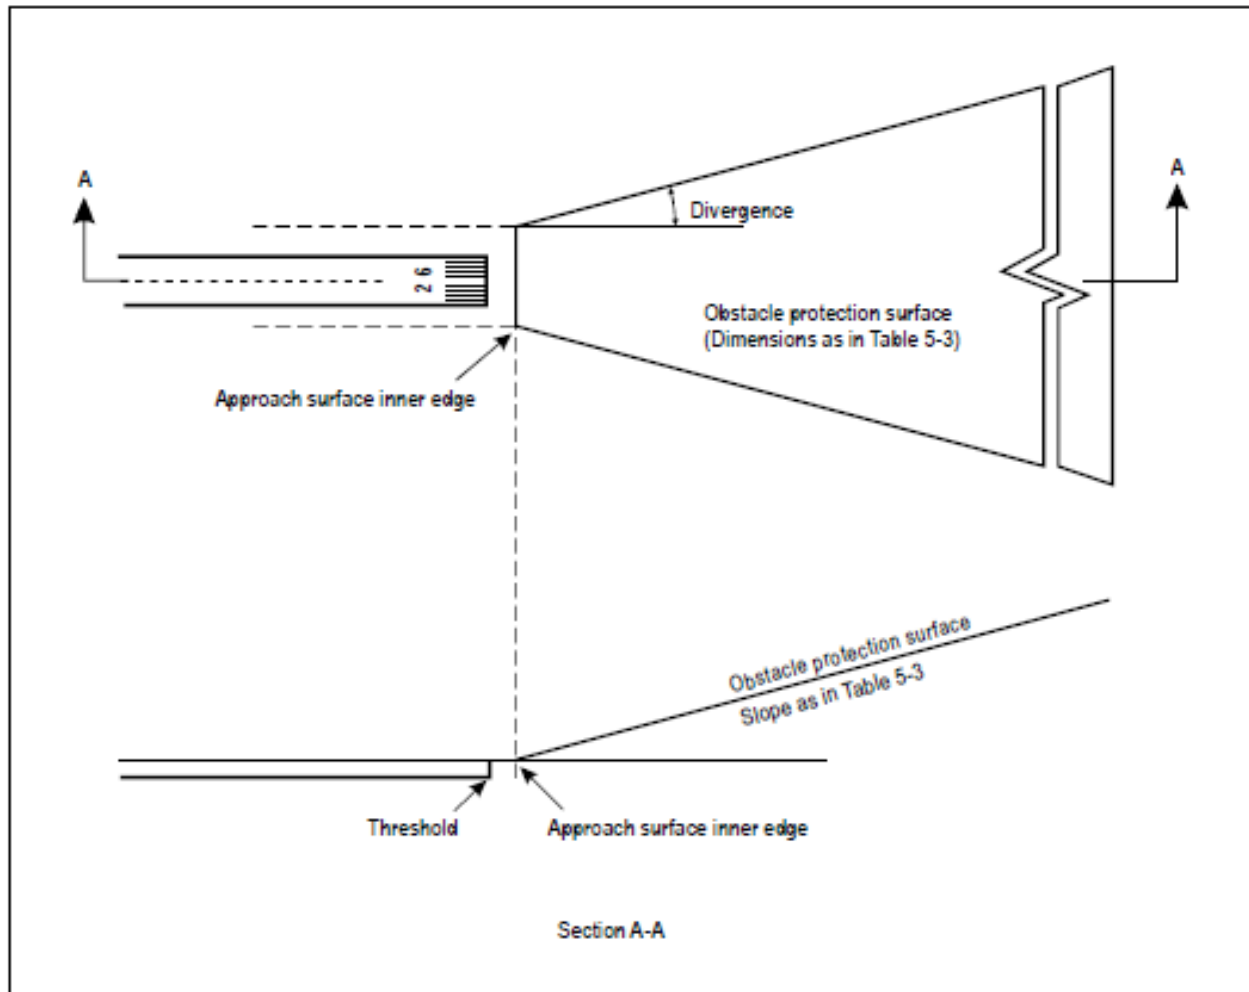 A
A
Divergence
2 6
Obstacle protection surface
(Dimensions as in Table 5-3)
Approach surface inner edge
Obstacle protection surface
Slope as in Table 5-3
Threshold
Approach surface inner edge
Section A-A